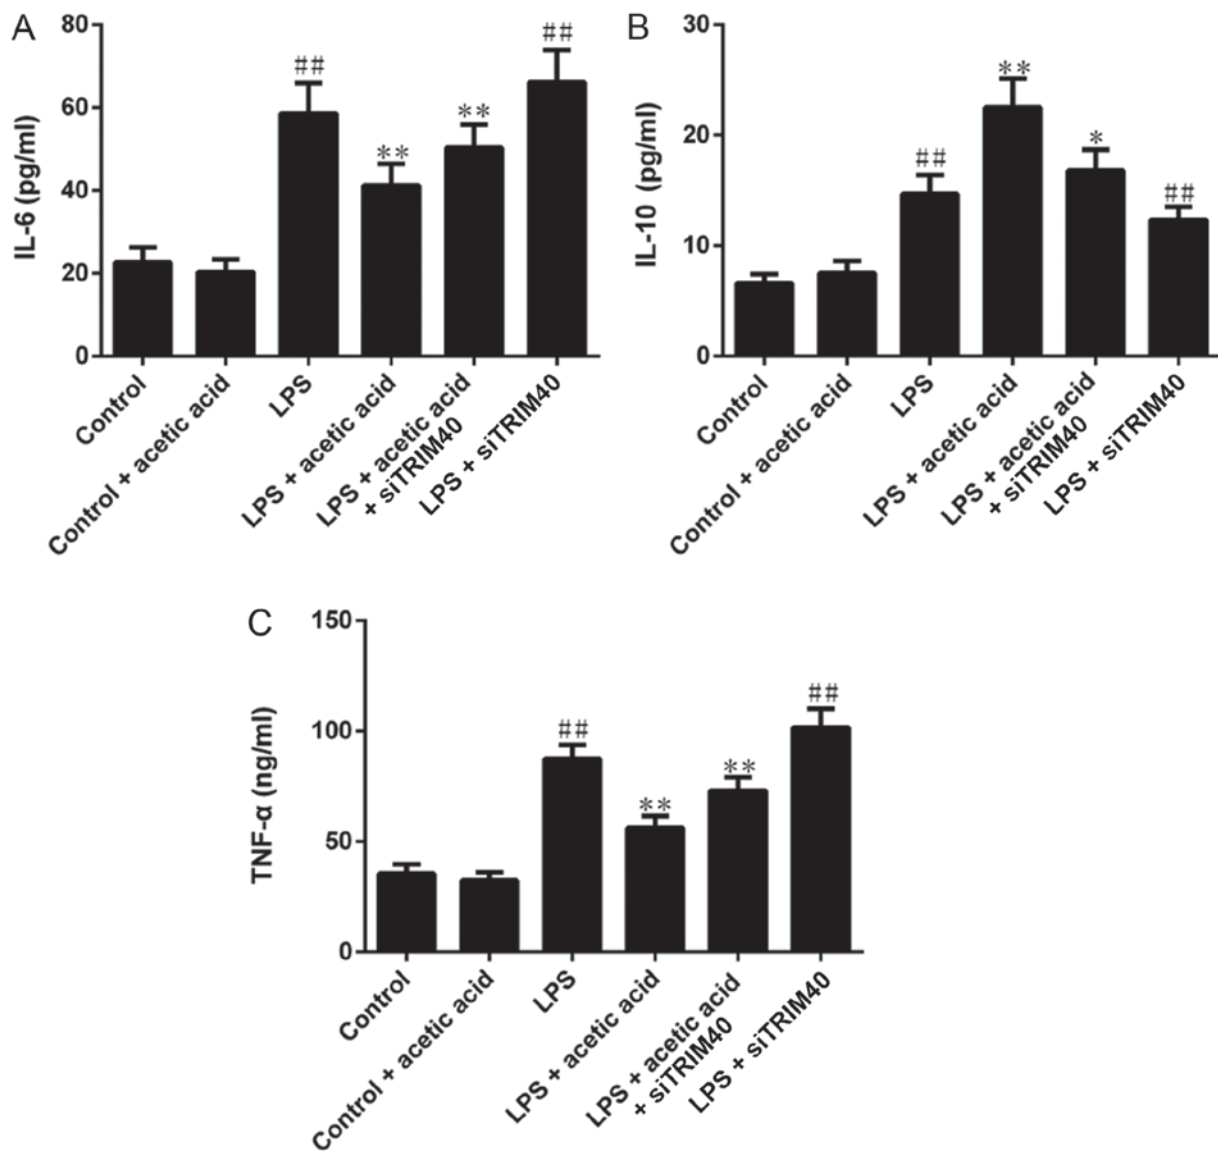 A
IL-6 (pg/ml)
80
60
40
20
0
##
**
**
##
Control
Control + acetic acid
LPS
LPS + acetic acid
LPS + acetic acid
+ siTRIM40
LPS + siTRIM40
B
IL-10 (pg/ml)
30
20
10
0
##
**
*
##
Control
Control + acetic acid
LPS
LPS + acetic acid
LPS + acetic acid
+ siTRIM40
LPS + siTRIM40
C
TNF-α (ng/ml)
150
100
50
0
##
**
**
##
Control
Control + acetic acid
LPS
LPS + acetic acid
LPS + acetic acid
+ siTRIM40
LPS + siTRIM40